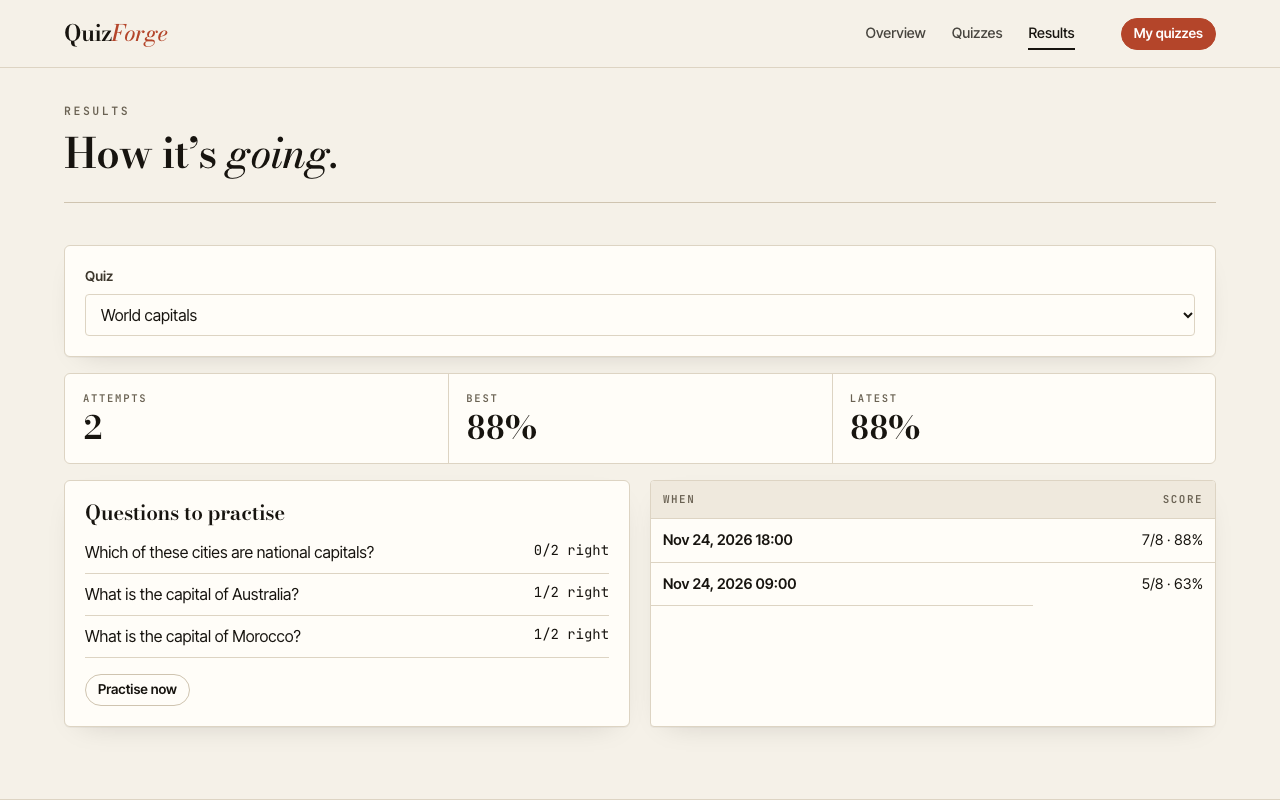 QuizForge
Overview
Quizzes
Results
My quizzes
RESULTS
How it’s going.
Quiz
World capitals
ATTEMPTS
2
BEST
88%
LATEST
88%
Questions to practise
Which of these cities are national capitals? 0/2 right
What is the capital of Australia? 1/2 right
What is the capital of Morocco? 1/2 right
Practise now
WHEN SCORE
Nov 24, 2026 18:00 7/8 · 88%
Nov 24, 2026 09:00 5/8 · 63%